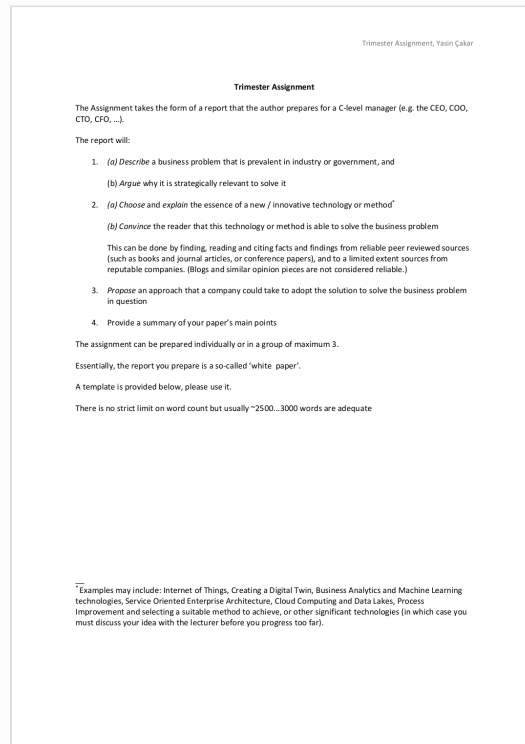 Trimester Assignment, Yasin Çakar
Trimester Assignment
The Assignment takes the form of a report that the author prepares for a C-level manager (e.g. the CEO, COO,
CTO, CFO, …).
The report will:
1. (a) Describe a business problem that is prevalent in industry or government, and
(b) Argue why it is strategically relevant to solve it
2. (a) Choose and explain the essence of a new / innovative technology or method*
(b) Convince the reader that this technology or method is able to solve the business problem
This can be done by finding, reading and citing facts and findings from reliable peer reviewed sources
(such as books and journal articles, or conference papers), and to a limited extent sources from
reputable companies. (Blogs and similar opinion pieces are not considered reliable.)
3. Propose an approach that a company could take to adopt the solution to solve the business problem
in question
4. Provide a summary of your paper's main points
The assignment can be prepared individually or in a group of maximum 3.
Essentially, the report you prepare is a so-called 'white paper'.
A template is provided below, please use it.
There is no strict limit on word count but usually ~2500…3000 words are adequate
*Examples may include: Internet of Things, Creating a Digital Twin, Business Analytics and Machine Learning
technologies, Service Oriented Enterprise Architecture, Cloud Computing and Data Lakes, Process
Improvement and selecting a suitable method to achieve, or other significant technologies (in which case you
must discuss your idea with the lecturer before you progress too far).